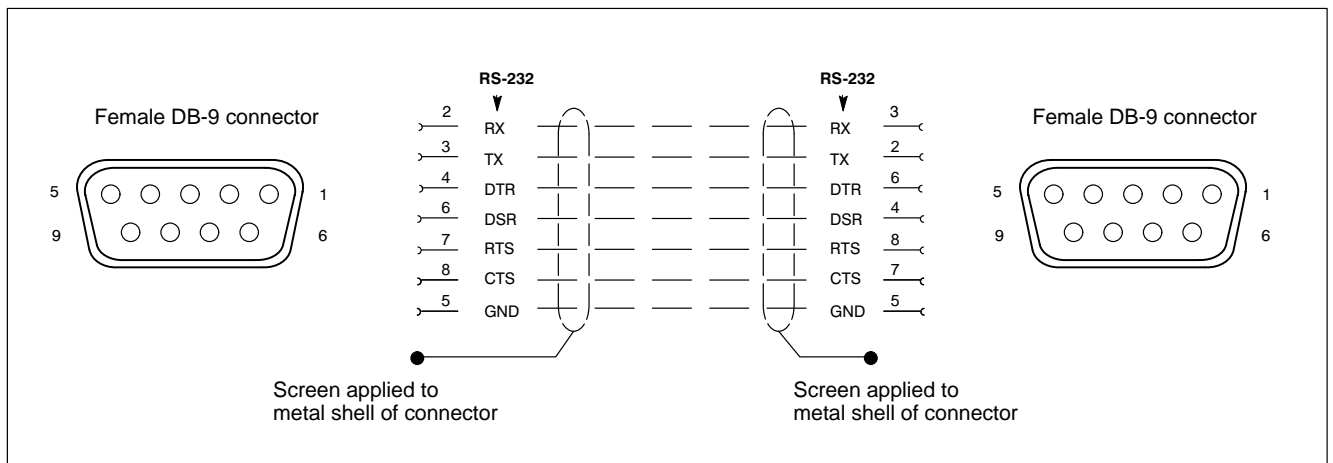 RS-232
RS-232
Female DB-9 connector
Female DB-9 connector
2 RX RX 3
3 TX TX 2
4 DTR DTR 6
6 DSR DSR 4
7 RTS RTS 8
8 CTS CTS 7
5 GND GND 5
5 1
9 6
5 1
9 6
Screen applied to
metal shell of connector
Screen applied to
metal shell of connector